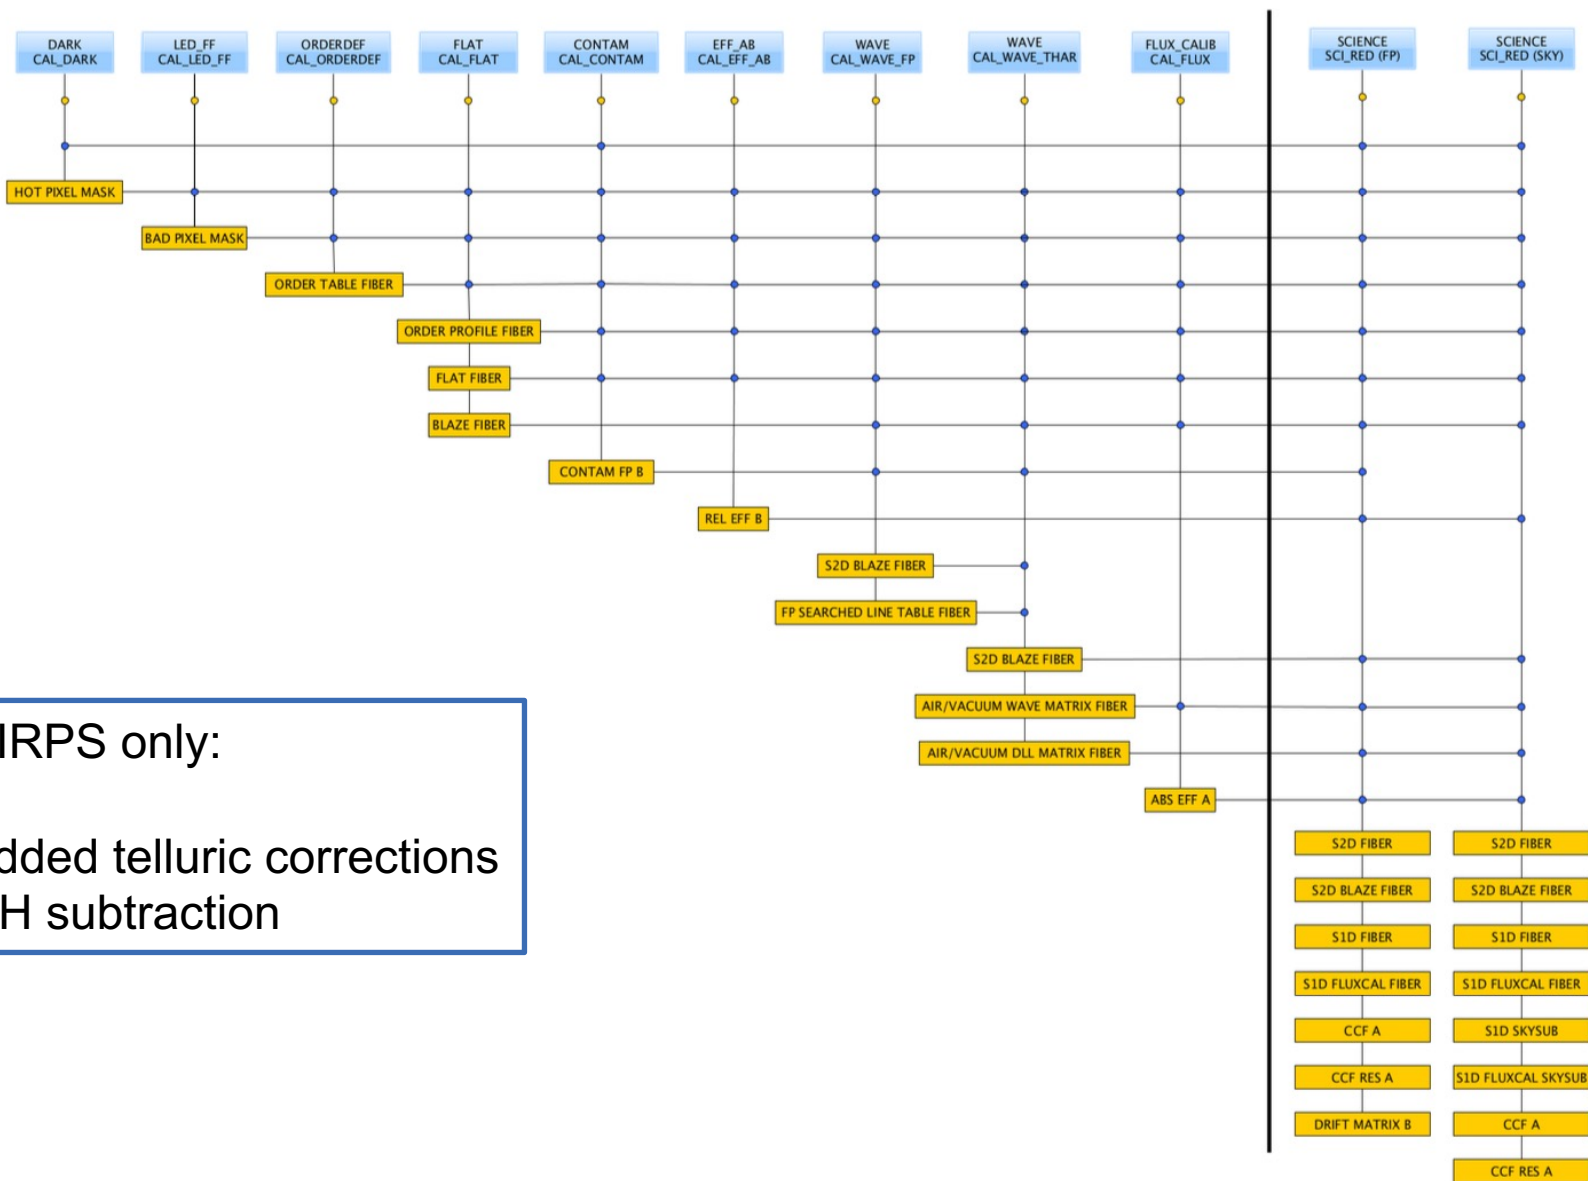 DARK
CAL_DARK
LED_FF
CAL_LED_FF
ORDERDEF
CAL_ORDERDEF
FLAT
CAL_FLAT
CONTAM
CAL_CONTAM
EFF_AB
CAL_EFF_AB
WAVE
CAL_WAVE_FP
WAVE
CAL_WAVE_THAR
FLUX_CALIB
CAL_FLUX
SCIENCE
SCI_RED (FP)
SCIENCE
SCI_RED (SKY)
HOT PIXEL MASK
BAD PIXEL MASK
ORDER TABLE FIBER
ORDER PROFILE FIBER
FLAT FIBER
BLAZE FIBER
CONTAM FP B
REL EFF B
S2D BLAZE FIBER
FP SEARCHED LINE TABLE FIBER
S2D BLAZE FIBER
AIR/VACUUM WAVE MATRIX FIBER
AIR/VACUUM DLL MATRIX FIBER
ABS EFF A
IRPS only:
dded telluric corrections
H subtraction
S2D FIBER
S2D BLAZE FIBER
S1D FIBER
S1D FLUXCAL FIBER
CCF A
CCF RES A
DRIFT MATRIX B
S2D FIBER
S2D BLAZE FIBER
S1D FIBER
S1D FLUXCAL FIBER
S1D SKYSUB
S1D FLUXCAL SKYSUB
CCF A
CCF RES A